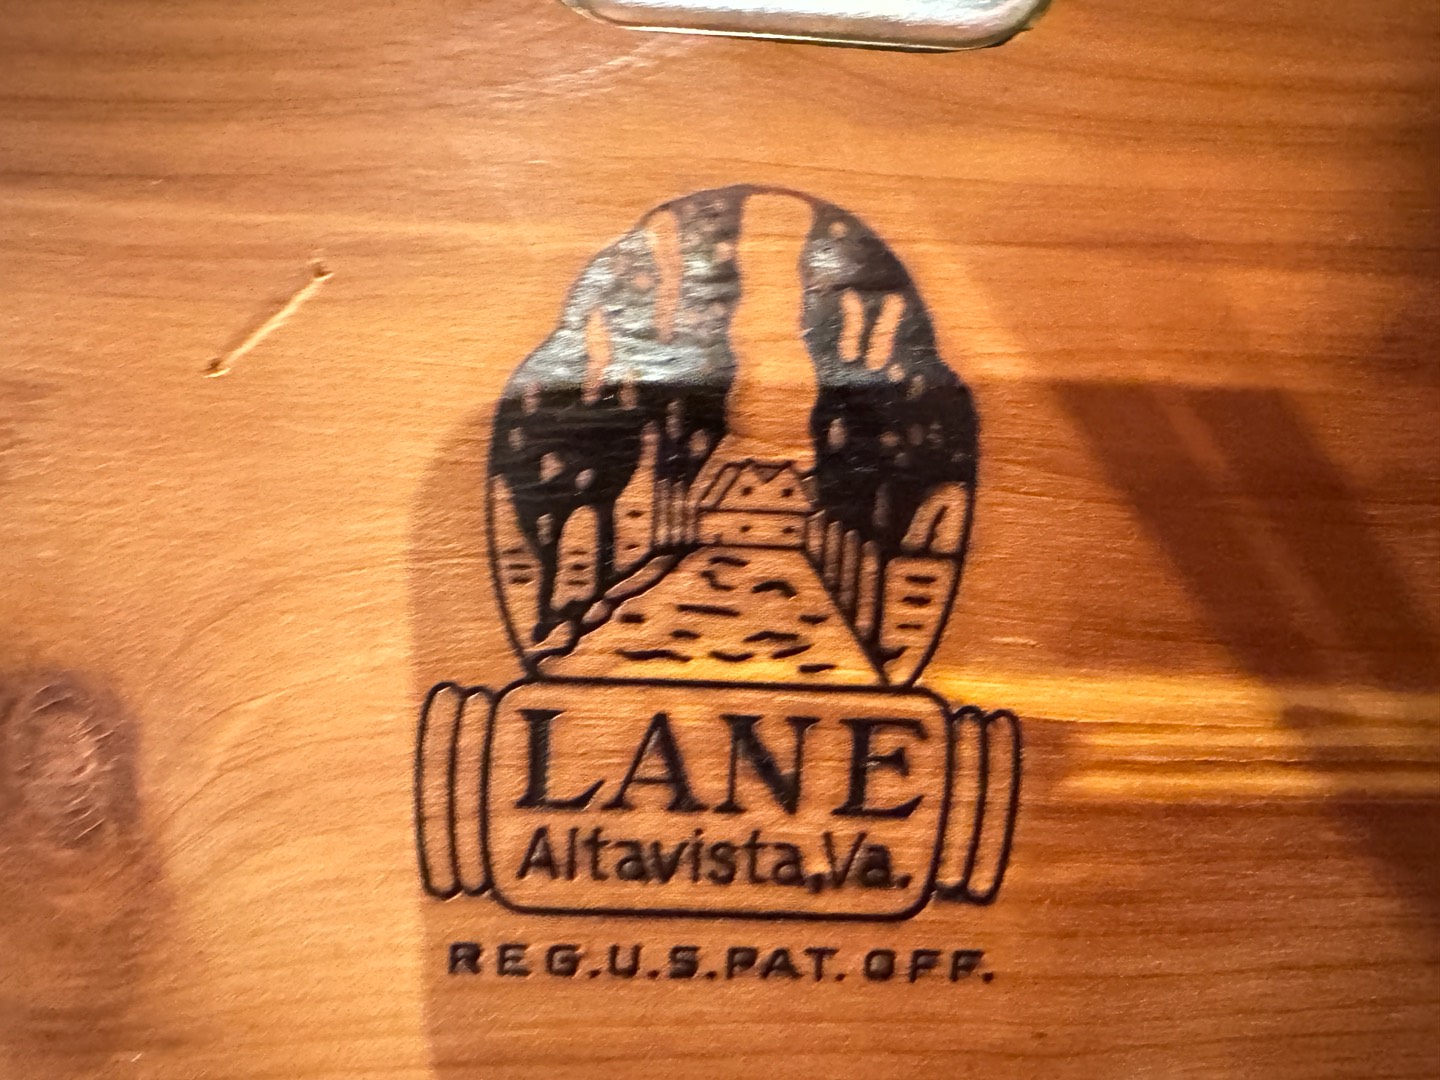 LANE
Altavista, Va.
REG. U.S. PAT. OFF.